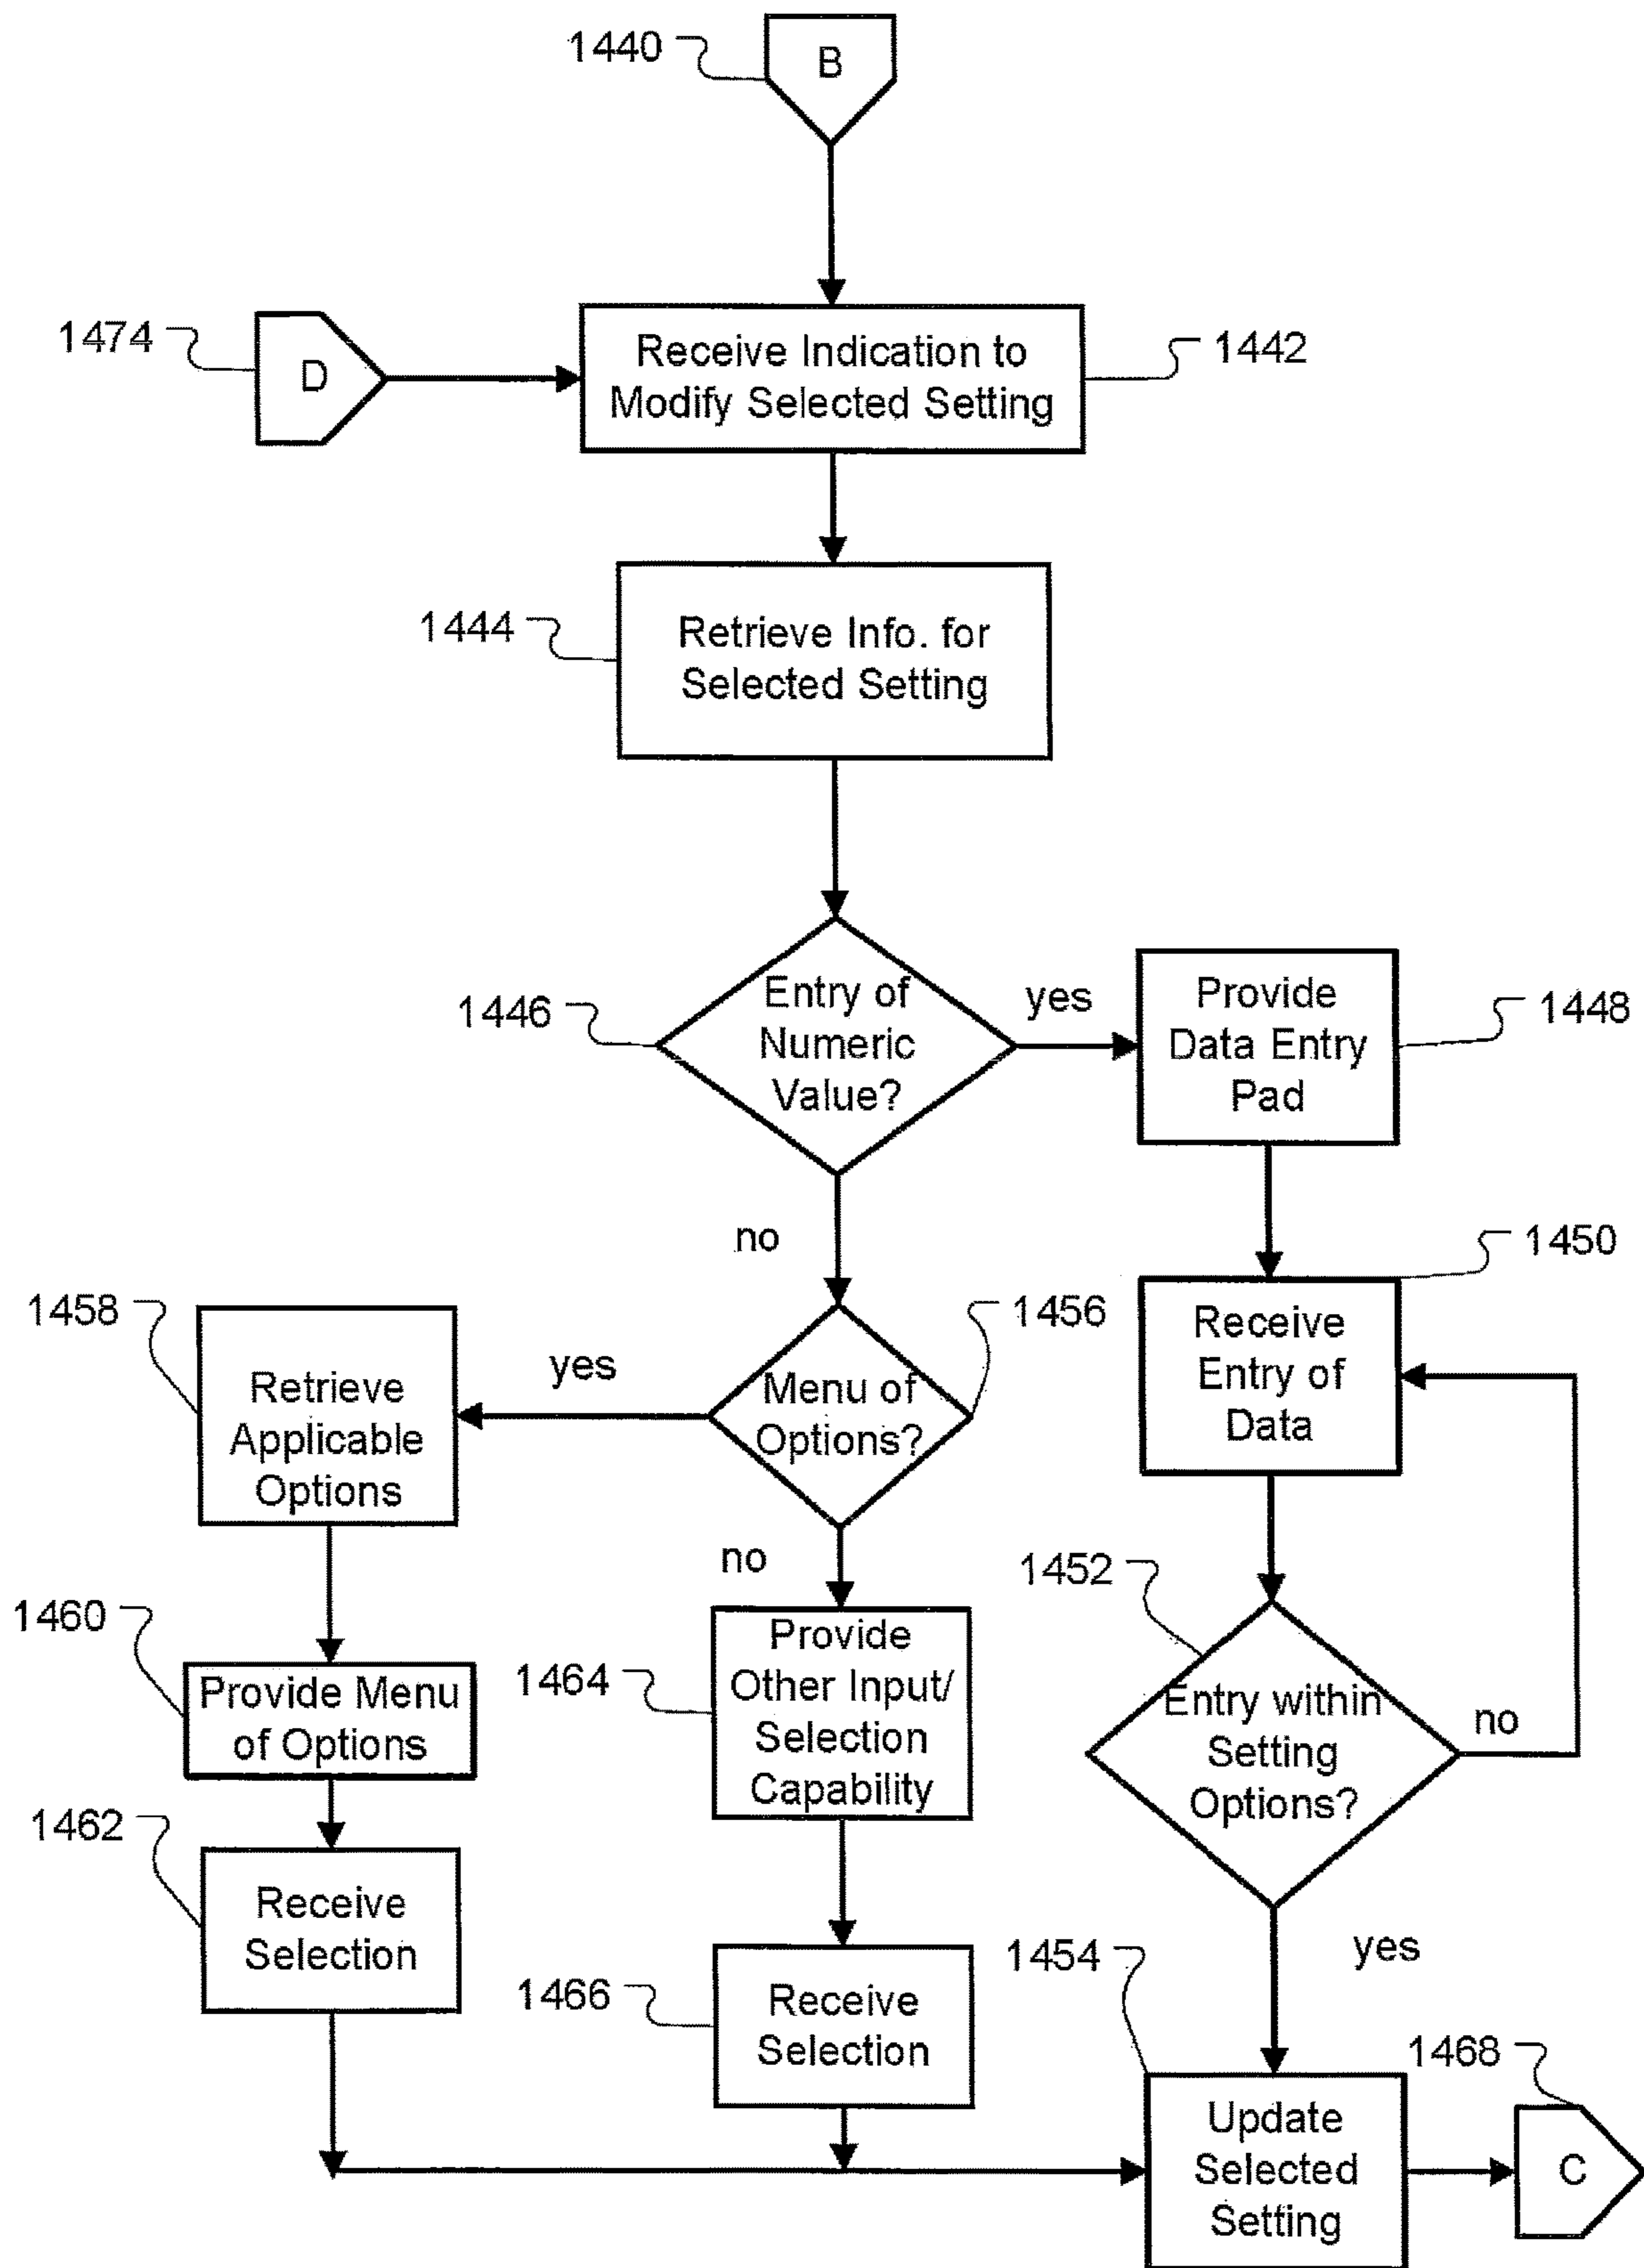 1440
B
1474
D
Receive Indication to
Modify Selected Setting
1442
1444
Retrieve Info. for
Selected Setting
1446
Entry of
Numeric
Value?
yes
Provide
Data Entry
Pad
1448
no
1450
Receive
Entry of
Data
1458
Retrieve
Applicable
Options
yes
Menu of
Options?
1456
no
1452
Entry within
Setting
Options?
no
1460
Provide Menu
of Options
1464
Provide
Other Input/
Selection
Capability
1462
Receive
Selection
1466
Receive
Selection
yes
1454
Update
Selected
Setting
1468
C